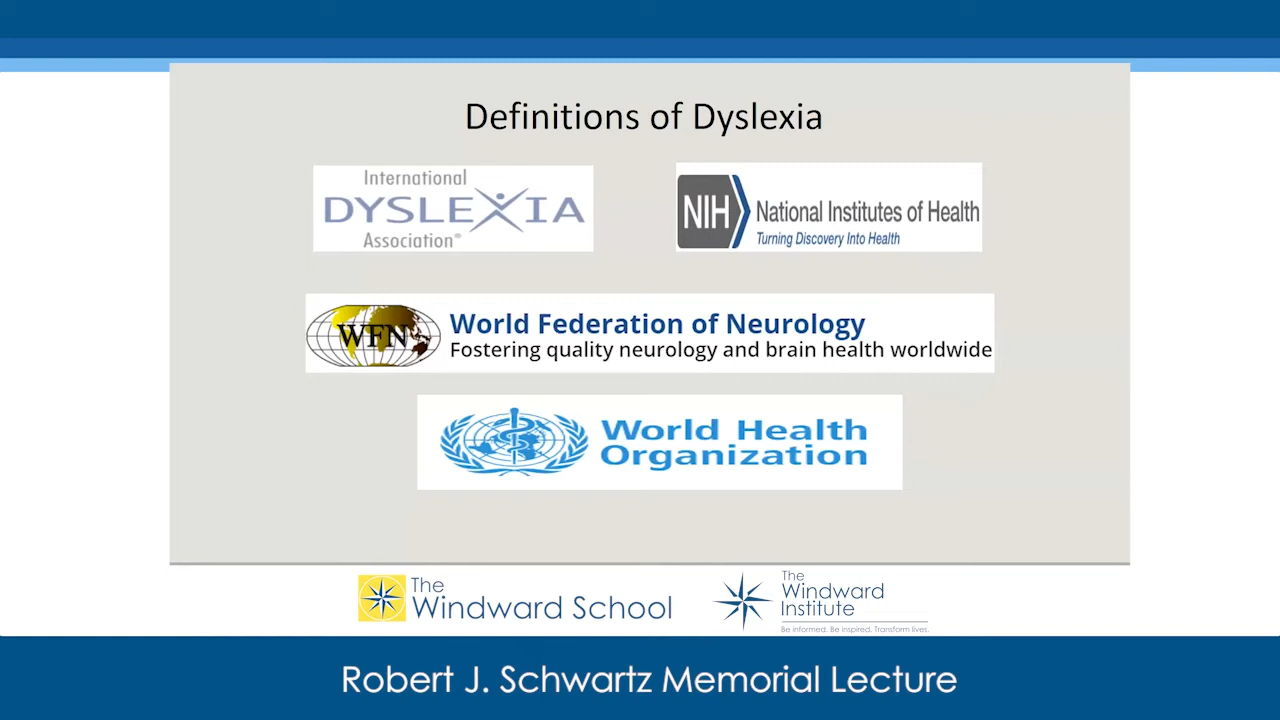 Definitions of Dyslexia
International
DYSLEXIA
Association®
NIH
National Institutes of Health
Turning Discovery Into Health
WFN
World Federation of Neurology
Fostering quality neurology and brain health worldwide
World Health
Organization
The
Windward School
The
Windward
Institute
Be informed. Be inspired. Transform lives.
Robert J. Schwartz Memorial Lecture